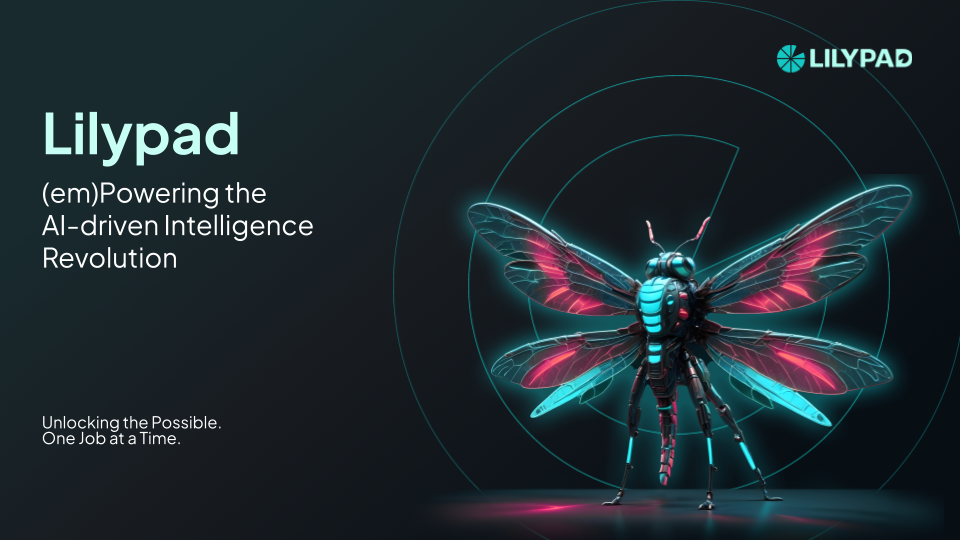 LILYPAD
Lilypad
(em)Powering the
AI-driven Intelligence
Revolution
Unlocking the Possible.
One Job at a Time.